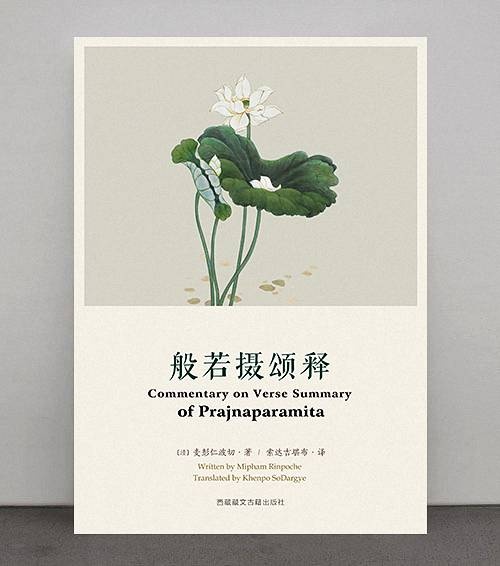 般若摄颂释
Commentary on Verse Summary
of Prajnaparamita
[清] 麦彭仁波切·著 / 索达吉堪布·译
Written by Mipham Rinpoche
Translated by Khenpo SoDargye
西藏藏文古籍出版社